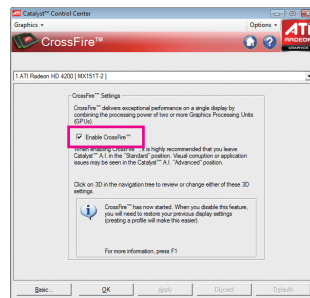 Catalyst™ Control Center
Graphics
Options
ATI
RADEON
GRAPHICS
CrossFire™
1.ATI Radeon HD 4200 [ MX151T-2 ]
CrossFire™ Settings
CrossFire™ delivers exceptional performance on a single display by
combining the processing power of two or more Graphics Processing Units
(GPUs).
Enable CrossFire™
When enabling CrossFire™, it is highly recommended that you leave
Catalyst™ A.I. in the "Standard" position. Visual corruption or application
issues may be seen in the Catalyst™ A.I. "Advanced" position.
Click on 3D in the navigation tree to review or change either of these 3D
settings.
CrossFire™ has now started. When you disable this feature,
you will need to restore your previous display settings
(creating a profile will make this easier).
For more information, press F1
Basic...
OK
Apply
Discard
Defaults